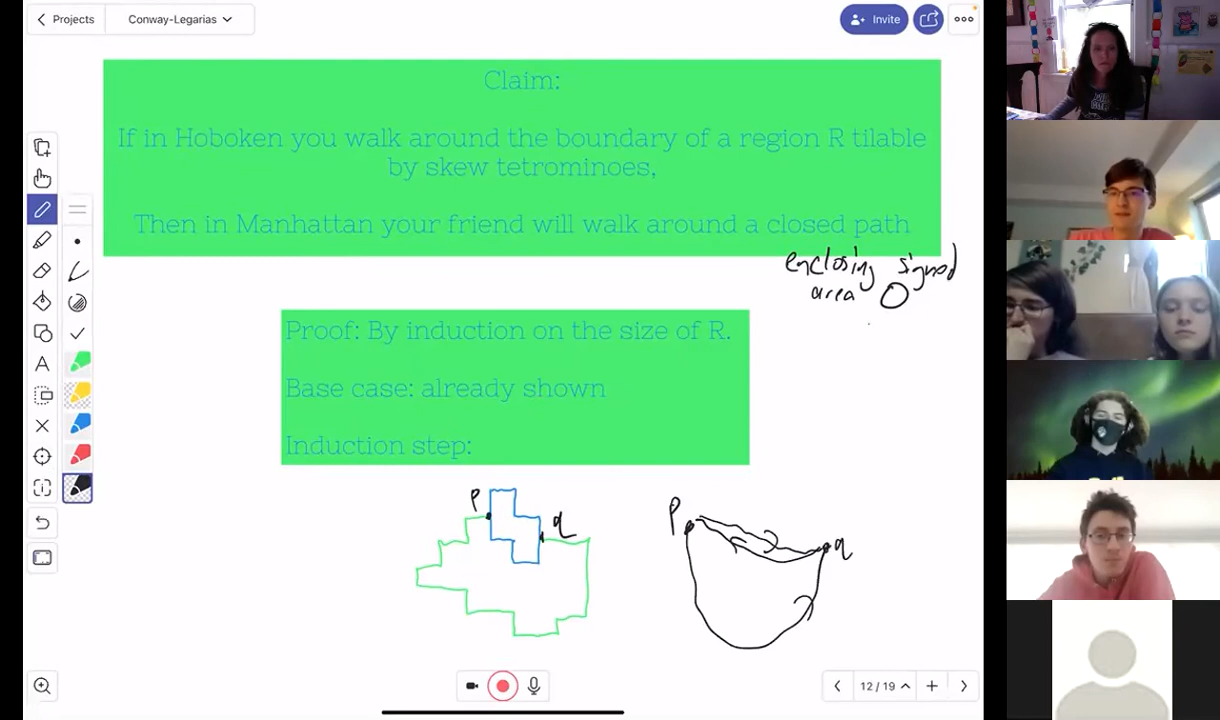 Projects
Conway-Legarias
Invite
Claim:
If in Hoboken you walk around the boundary of a region R tilable
by skew tetrominoes,
Then in Manhattan your friend will walk around a closed path
enclosing signed
area 0
Proof: By induction on the size of R.
Base case: already shown
Induction step:
p
q
p
q
A
12 / 19